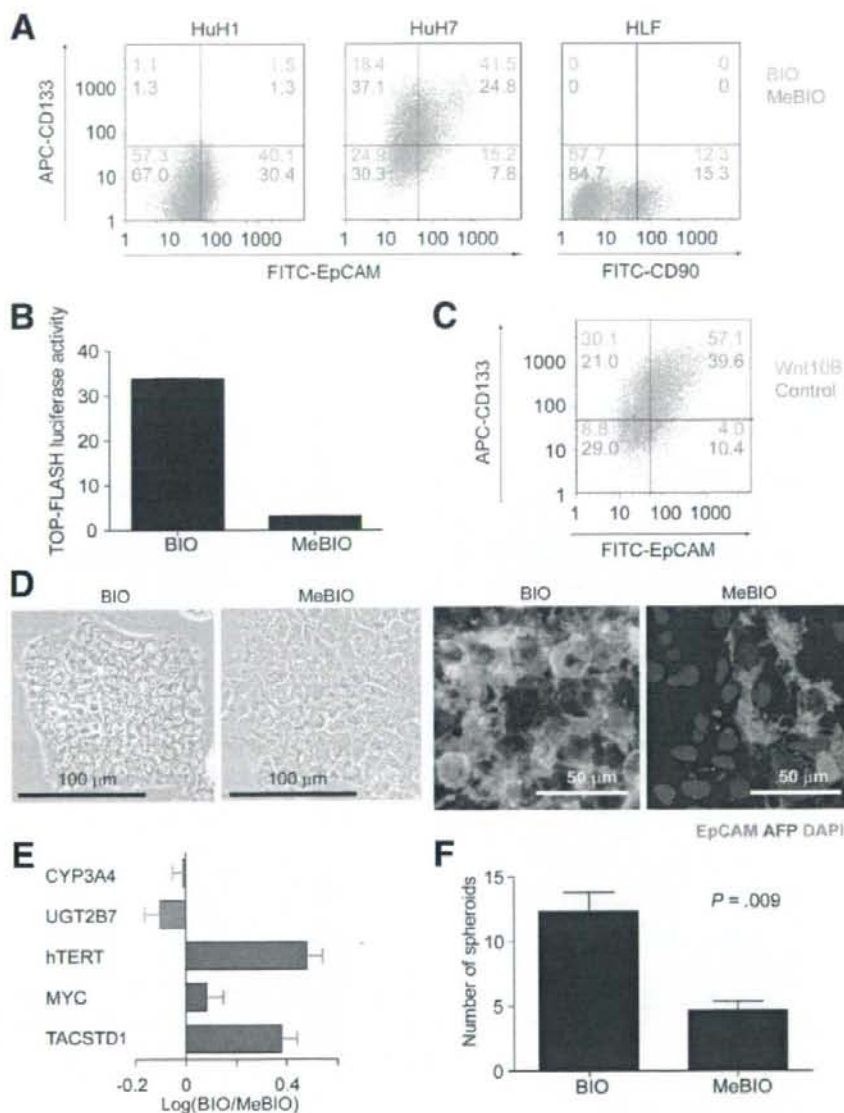 A
HuH1
HuH7
HLF
APC-CD133
1000
100
10
1
1.1 1.5
1.3 1.3
57.3 40.1
67.0 30.4
18.4 41.5
37.1 24.8
24.9 15.2
30.3 7.8
0 0
0 0
57.7 12.3
84.7 15.3
BIO
MeBIO
1 10 100 1000
1 10 100 1000
1 10 100 1000
FITC-EpCAM
FITC-CD90
B
TOP-FLASH luciferase activity
40
30
20
10
0
BIO
MeBIO
C
APC-CD133
1000
100
10
1
30.1 57.1
21.0 39.6
8.8 4.0
29.0 10.4
Wnt10B
Control
1 10 100 1000
FITC-EpCAM
D
BIO
MeBIO
BIO
MeBIO
100 μm
100 μm
50 μm
50 μm
EpCAM AFP DAPI
E
CYP3A4
UGT2B7
hTERT
MYC
TACSTD1
-0.2 0 0.4
Log(BIO/MeBIO)
F
Number of spheroids
15
10
5
0
P = .009
BIO
MeBIO